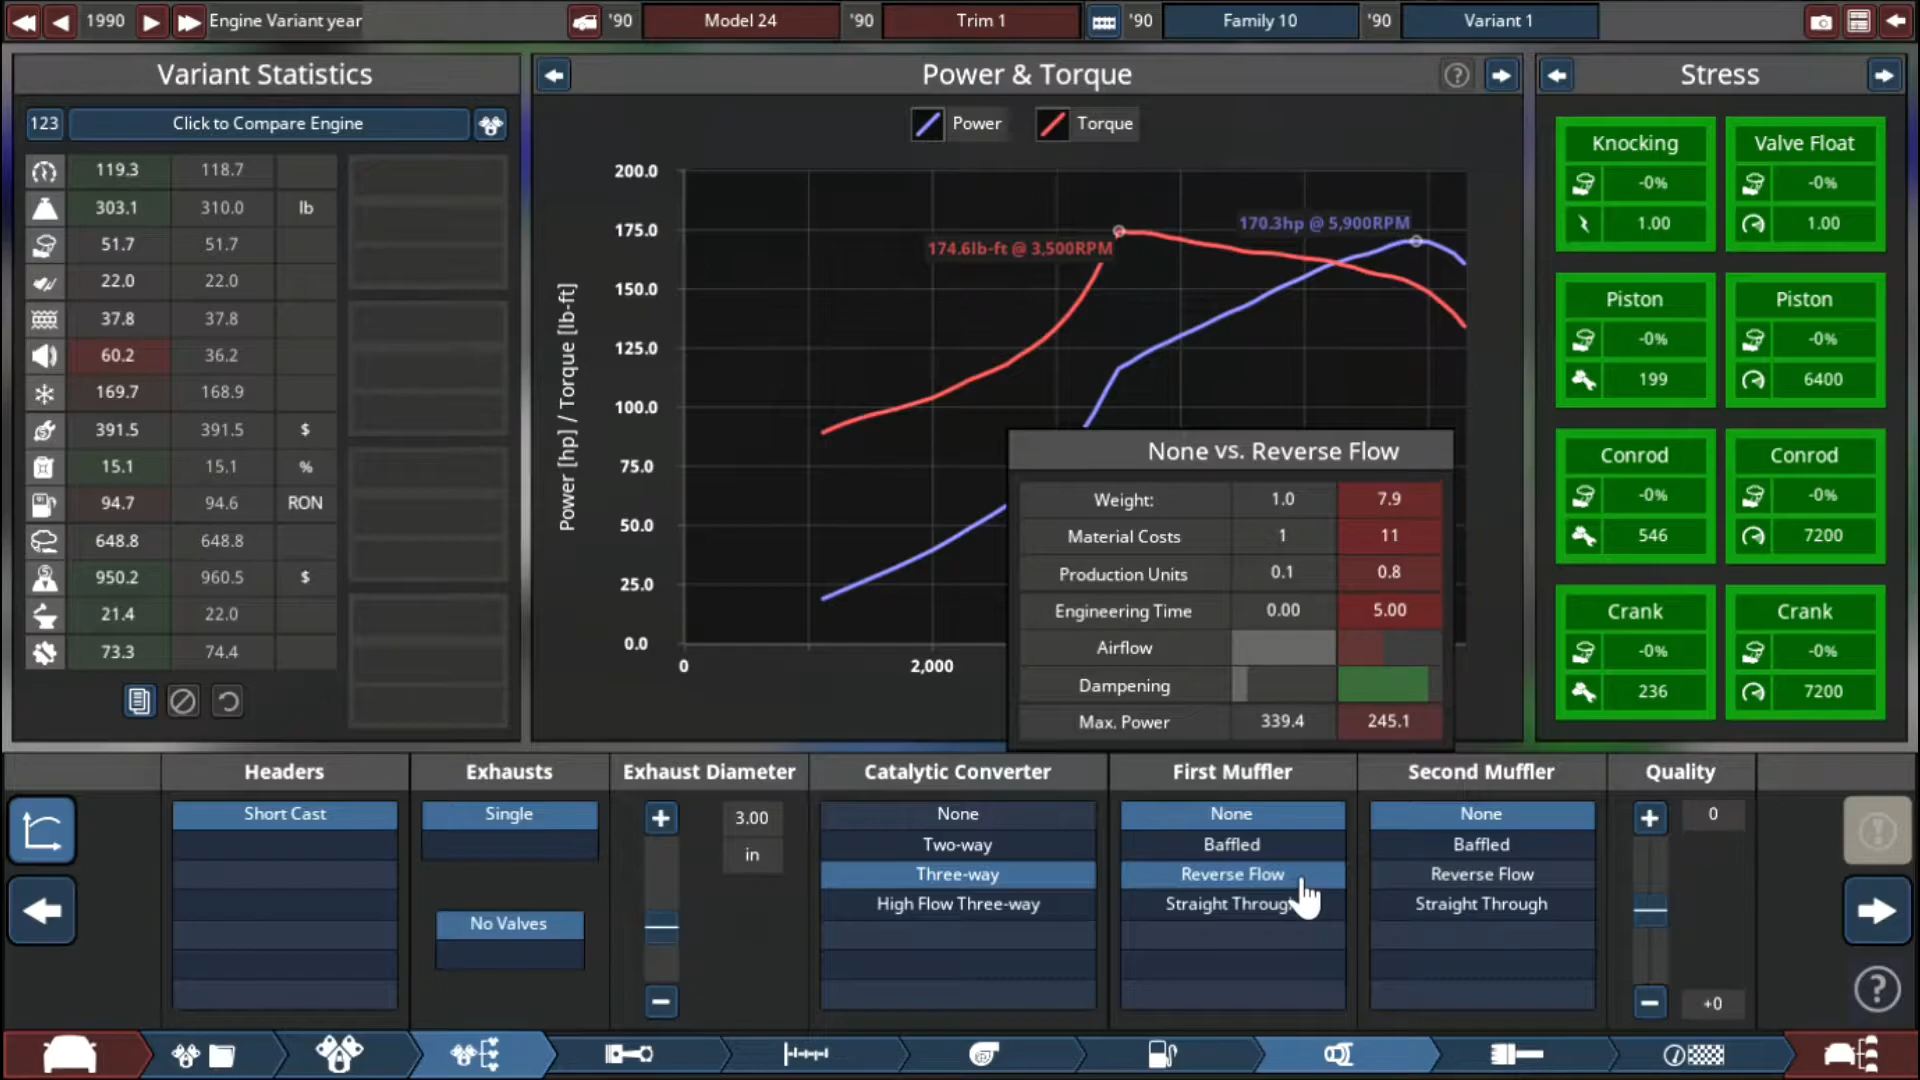 1990 Engine Variant year '90 Model 24 '90 Trim 1 '90 Family 10 '90 Variant 1
Variant Statistics
123 Click to Compare Engine
119.3 118.7
303.1 310.0 lb
51.7 51.7
22.0 22.0
37.8 37.8
60.2 36.2
169.7 168.9
391.5 391.5 $
15.1 15.1 %
94.7 94.6 RON
648.8 648.8
950.2 960.5 $
21.4 22.0
73.3 74.4
Power & Torque
?
Power Torque
200.0
175.0
150.0
125.0
100.0
75.0
50.0
25.0
0.0
Power [hp] / Torque [lb-ft]
0 2,000
174.6lb-ft @ 3,500RPM
170.3hp @ 5,900RPM
None vs. Reverse Flow
Weight: 1.0 7.9
Material Costs 1 11
Production Units 0.1 0.8
Engineering Time 0.00 5.00
Airflow
Dampening
Max. Power 339.4 245.1
Stress
Knocking Valve Float
-0% -0%
1.00 1.00
Piston Piston
-0% -0%
199 6400
Conrod Conrod
-0% -0%
546 7200
Crank Crank
-0% -0%
236 7200
Headers
Short Cast
Exhausts
Single
No Valves
Exhaust Diameter
3.00
in
Catalytic Converter
None
Two-way
Three-way
High Flow Three-way
First Muffler
None
Baffled
Reverse Flow
Straight Through
Second Muffler
None
Baffled
Reverse Flow
Straight Through
Quality
0
+0
?